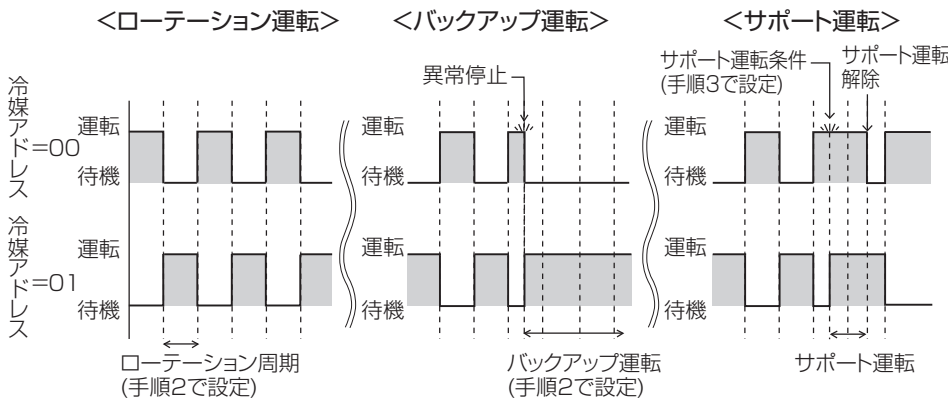 <ローテーション運転>
<バックアップ運転>
<サポート運転>
異常停止
サポート運転条件
(手順3で設定)
サポート運転
解除
冷媒アドレス=00
運転
待機
運転
待機
運転
待機
冷媒アドレス=01
運転
待機
運転
待機
運転
待機
ローテーション周期
(手順2で設定)
バックアップ運転
(手順2で設定)
サポート運転